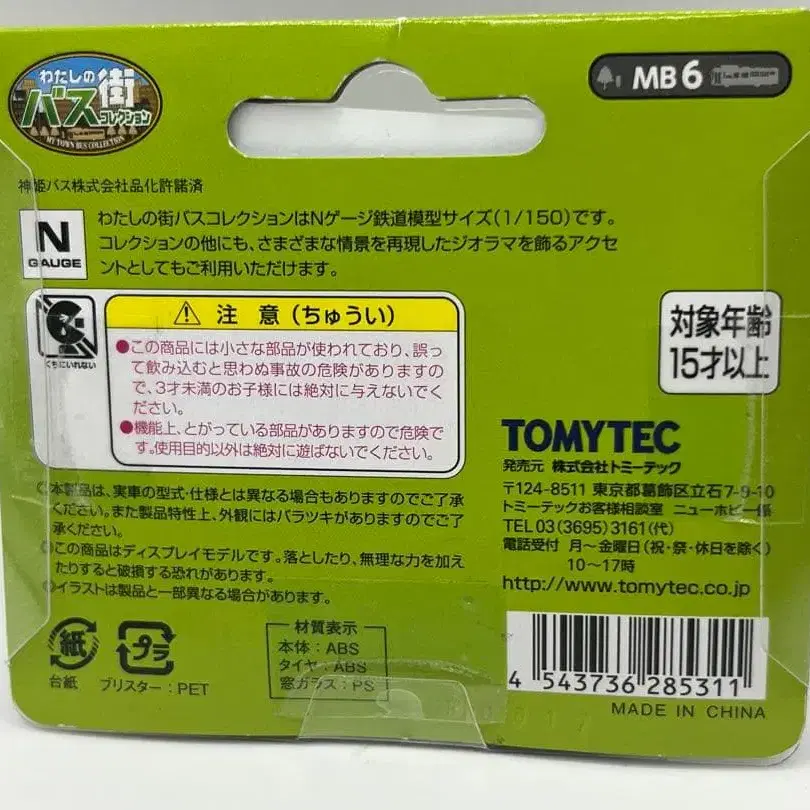 わたしの
街
バス
コレクション
MY TOWN BUS COLLECTION
MB6
神姫バス株式会社商品化許諾済
N
GAUGE
わたしの街バスコレクションはNゲージ鉄道模型サイズ(1/150)です。
コレクションの他にも、さまざまな情景を再現したジオラマを飾るアクセ
ントとしてもご利用いただけます。
くちにいれない
注 意(ちゅうい)
●この商品には小さな部品が使われており、誤っ
て飲み込むと思わぬ事故の危険がありますの
で、3才未満のお子様には絶対に与えないでく
ださい。
●機能上、とがっている部品がありますので危険で
す。使用目的以外は絶対に遊ばないでください。
対象年齢
15才以上
TOMYTEC
発売元 株式会社トミーテック
〒124-8511 東京都葛飾区立石7-9-10
トミーテックお客様相談室 ニューホビー係
TEL 03(3695)3161(代)
電話受付 月～金曜日(祝・祭・休日を除く)
10～17時
http://www.tomytec.co.jp
○本製品は、実車の型式・仕様とは異なる場合もありますのでご了承
ください。また製品特性上、外観にはバラツキがありますのでご了
承ください。
○この商品はディスプレイモデルです。落としたり、無理な力を加え
たりすると破損する恐れがあります。
○イラストは製品と一部異なる場合があります。
紙
台紙
プラ
ブリスター:PET
材質表示
本体:ABS
タイヤ:ABS
窓ガラス:PS
4 543736 285311
MADE IN CHINA